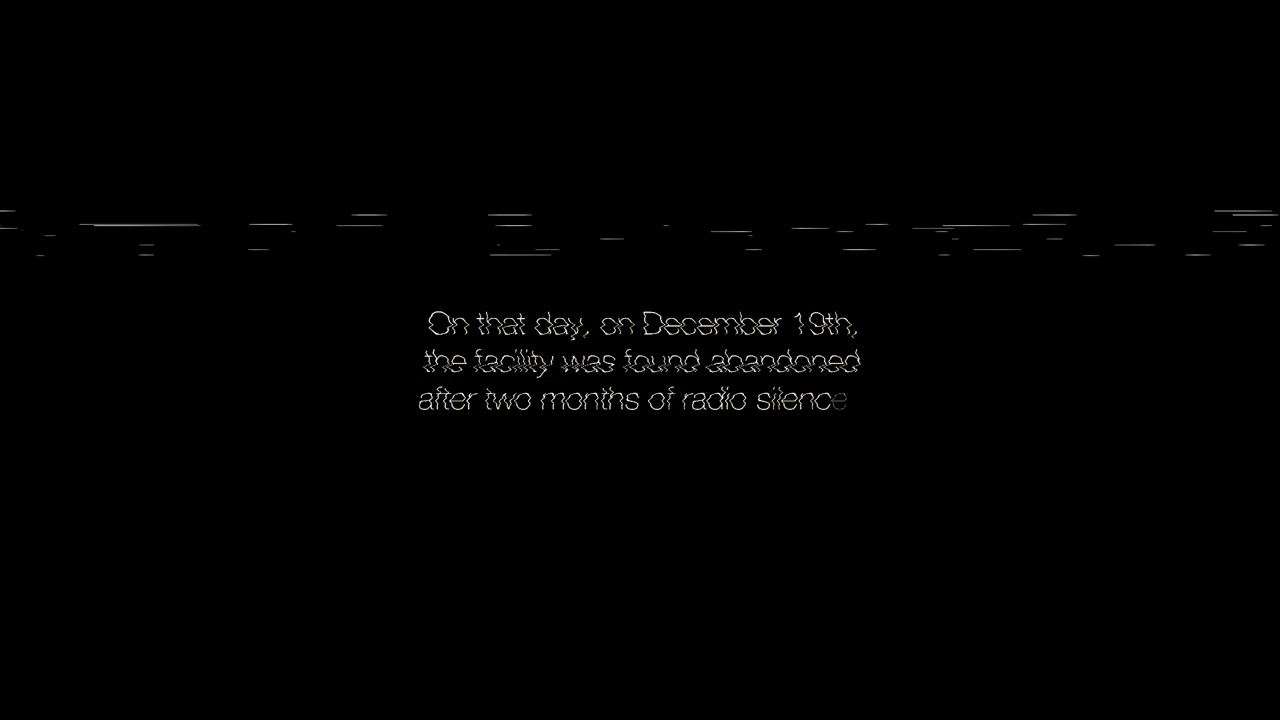 On that day, on December 19th,
the facility was found abandoned
after two months of radio silence